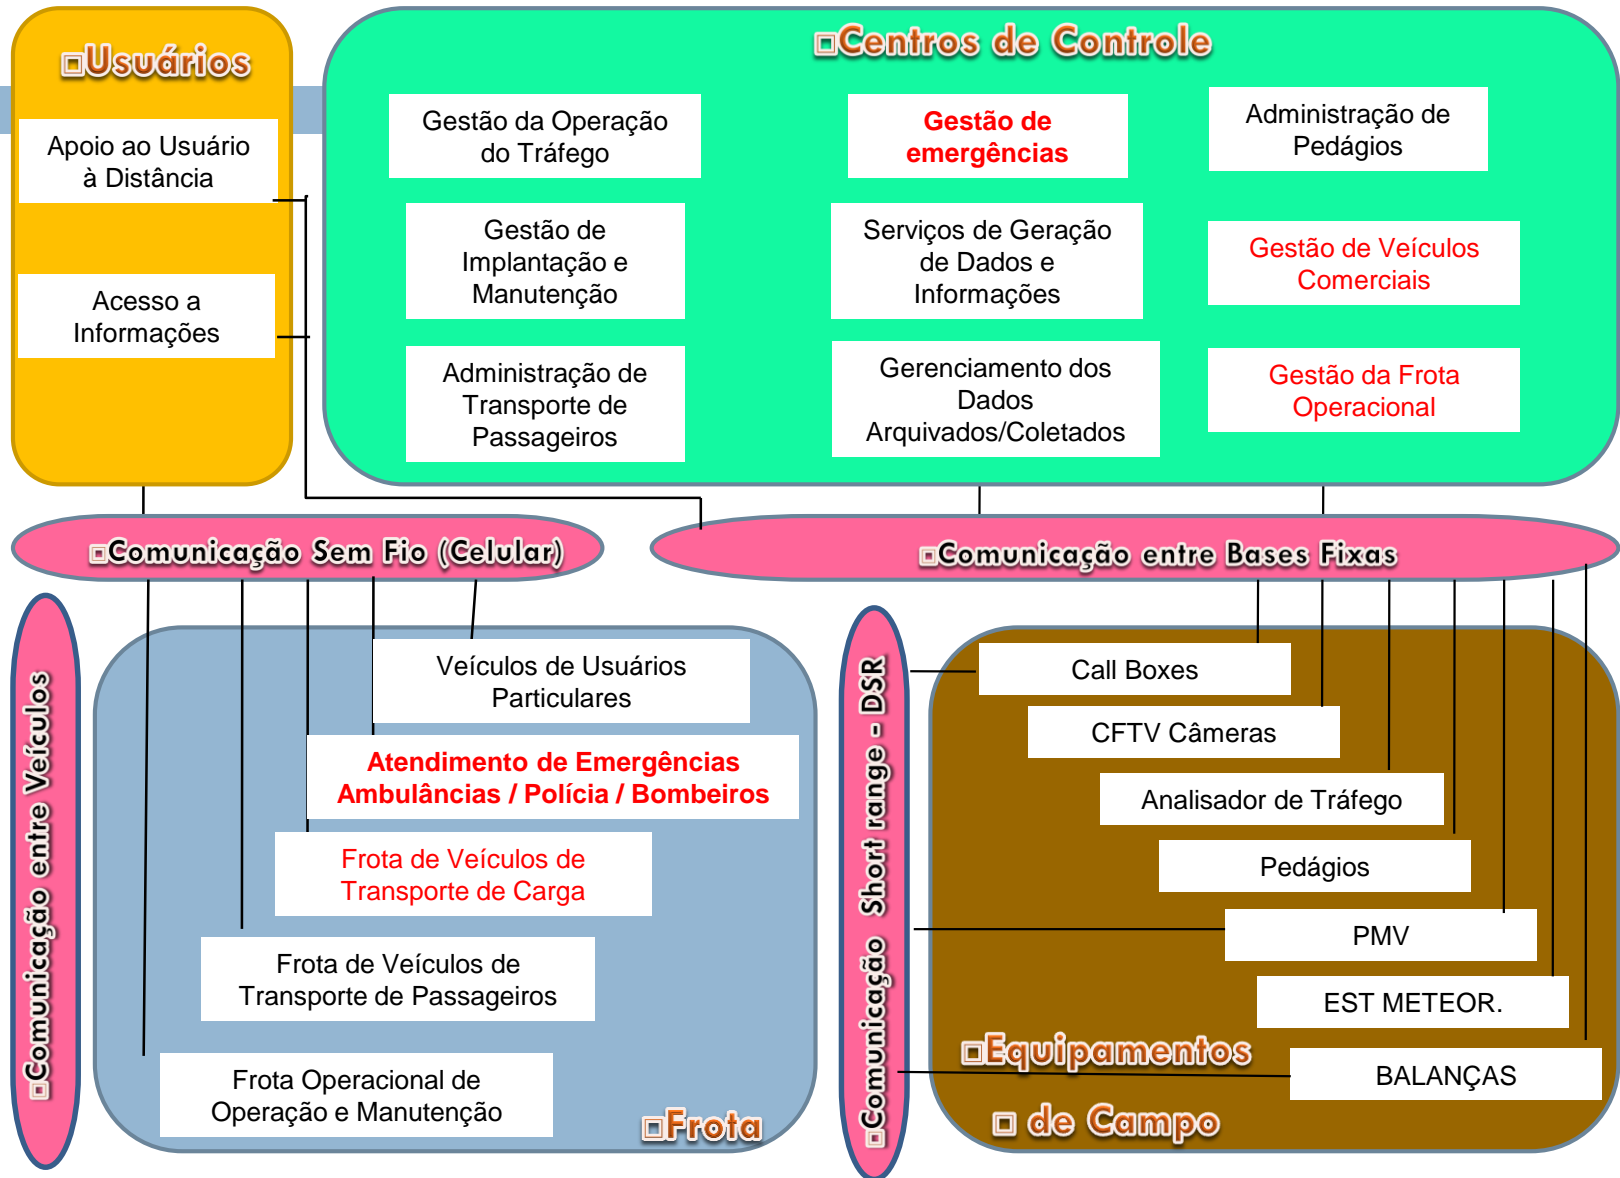 Usuários
Apoio ao Usuário
à Distância
Acesso a
Informações
Centros de Controle
Gestão da Operação
do Tráfego
Gestão de
emergências
Administração de
Pedágios
Gestão de
Implantação e
Manutenção
Serviços de Geração
de Dados e
Informações
Gestão de Veículos
Comerciais
Administração de
Transporte de
Passageiros
Gerenciamento dos
Dados
Arquivados/Coletados
Gestão da Frota
Operacional
Comunicação Sem Fio (Celular)
Comunicação entre Bases Fixas
Comunicação entre Veículos
Veículos de Usuários
Particulares
Atendimento de Emergências
Ambulâncias / Polícia / Bombeiros
Frota de Veículos de
Transporte de Carga
Frota de Veículos de
Transporte de Passageiros
Frota Operacional de
Operação e Manutenção
Frota
Comunicação Short range - DSR
Call Boxes
CFTV Câmeras
Analisador de Tráfego
Pedágios
PMV
EST METEOR.
BALANÇAS
Equipamentos
de Campo